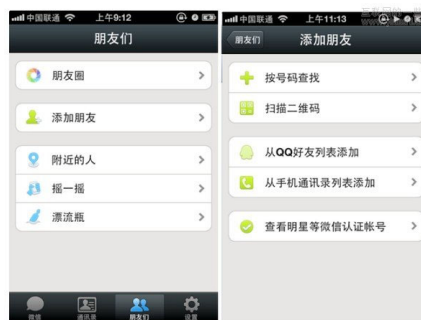 中国联通 上午9:12
朋友们
朋友圈
添加朋友
附近的人
摇一摇
漂流瓶
微信 通讯录 朋友们 设置
中国联通 上午11:13
朋友们 添加朋友
按号码查找
扫描二维码
从QQ好友列表添加
从手机通讯录列表添加
查看明星等微信认证帐号